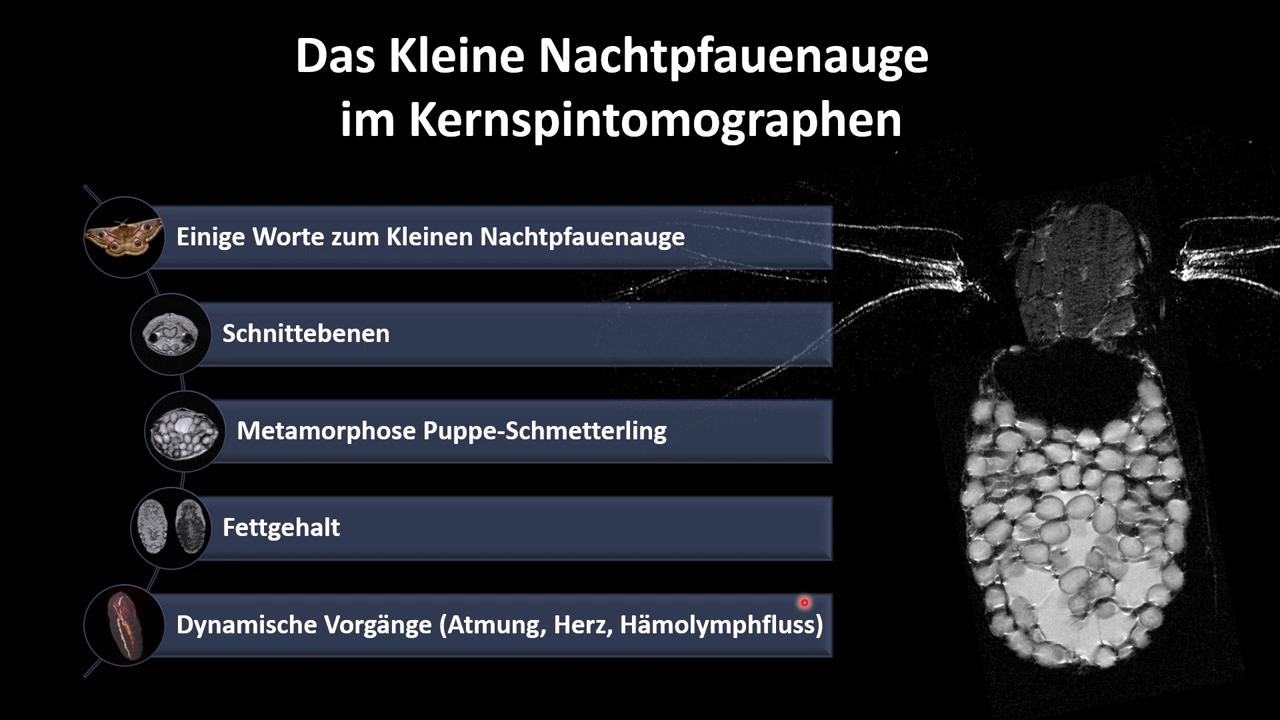 Das Kleine Nachtpfauenauge
im Kernspintomographen
Einige Worte zum Kleinen Nachtpfauenauge
Schnittebenen
Metamorphose Puppe-Schmetterling
Fettgehalt
Dynamische Vorgänge (Atmung, Herz, Hämolymphfluss)